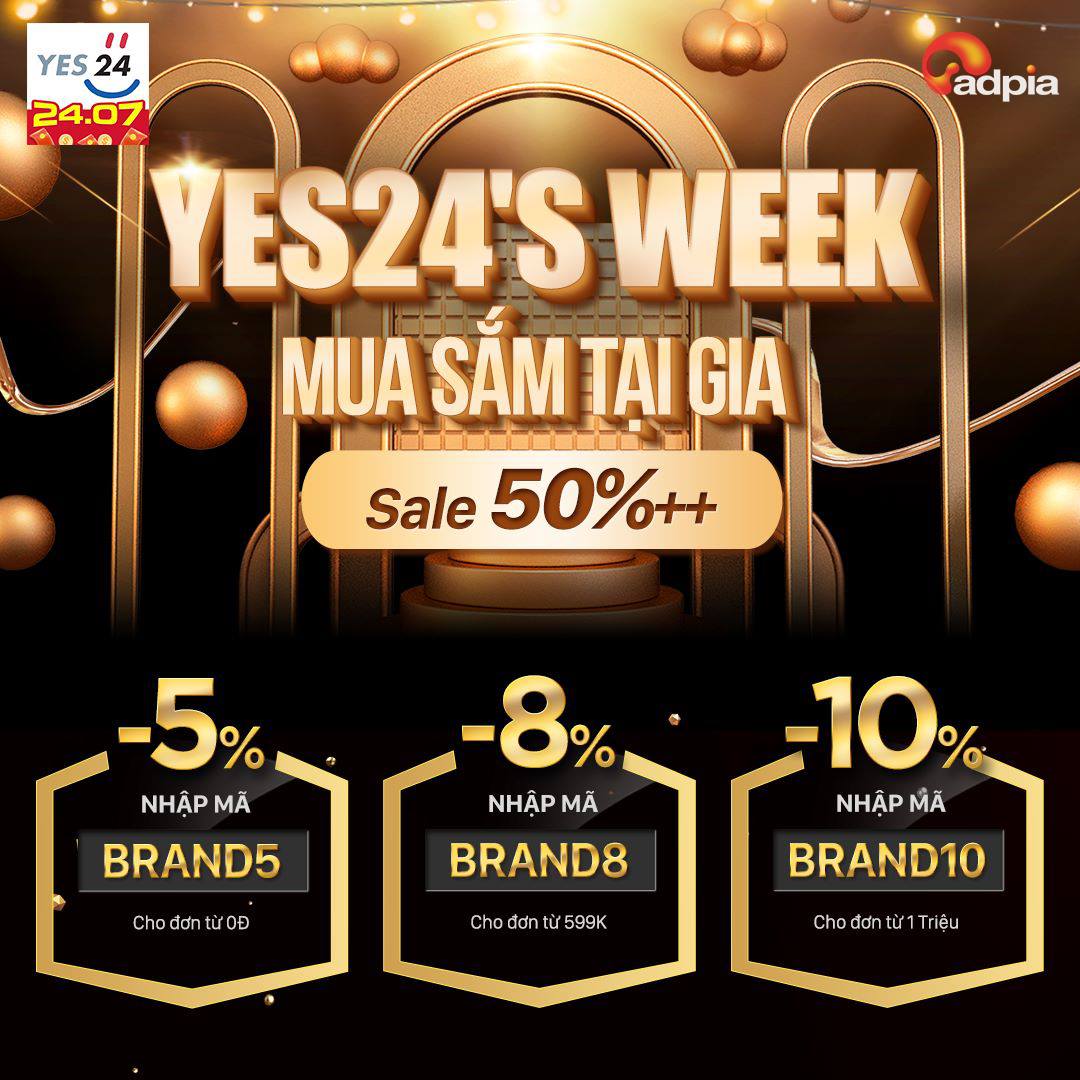 YES 24
24.07
adpia
YES24'S WEEK
MUA SẮM TẠI GIA
Sale 50%++
-5%
NHẬP MÃ
BRAND5
Cho đơn từ 0Đ
-8%
NHẬP MÃ
BRAND8
Cho đơn từ 599K
-10%
NHẬP MÃ
BRAND10
Cho đơn từ 1 Triệu